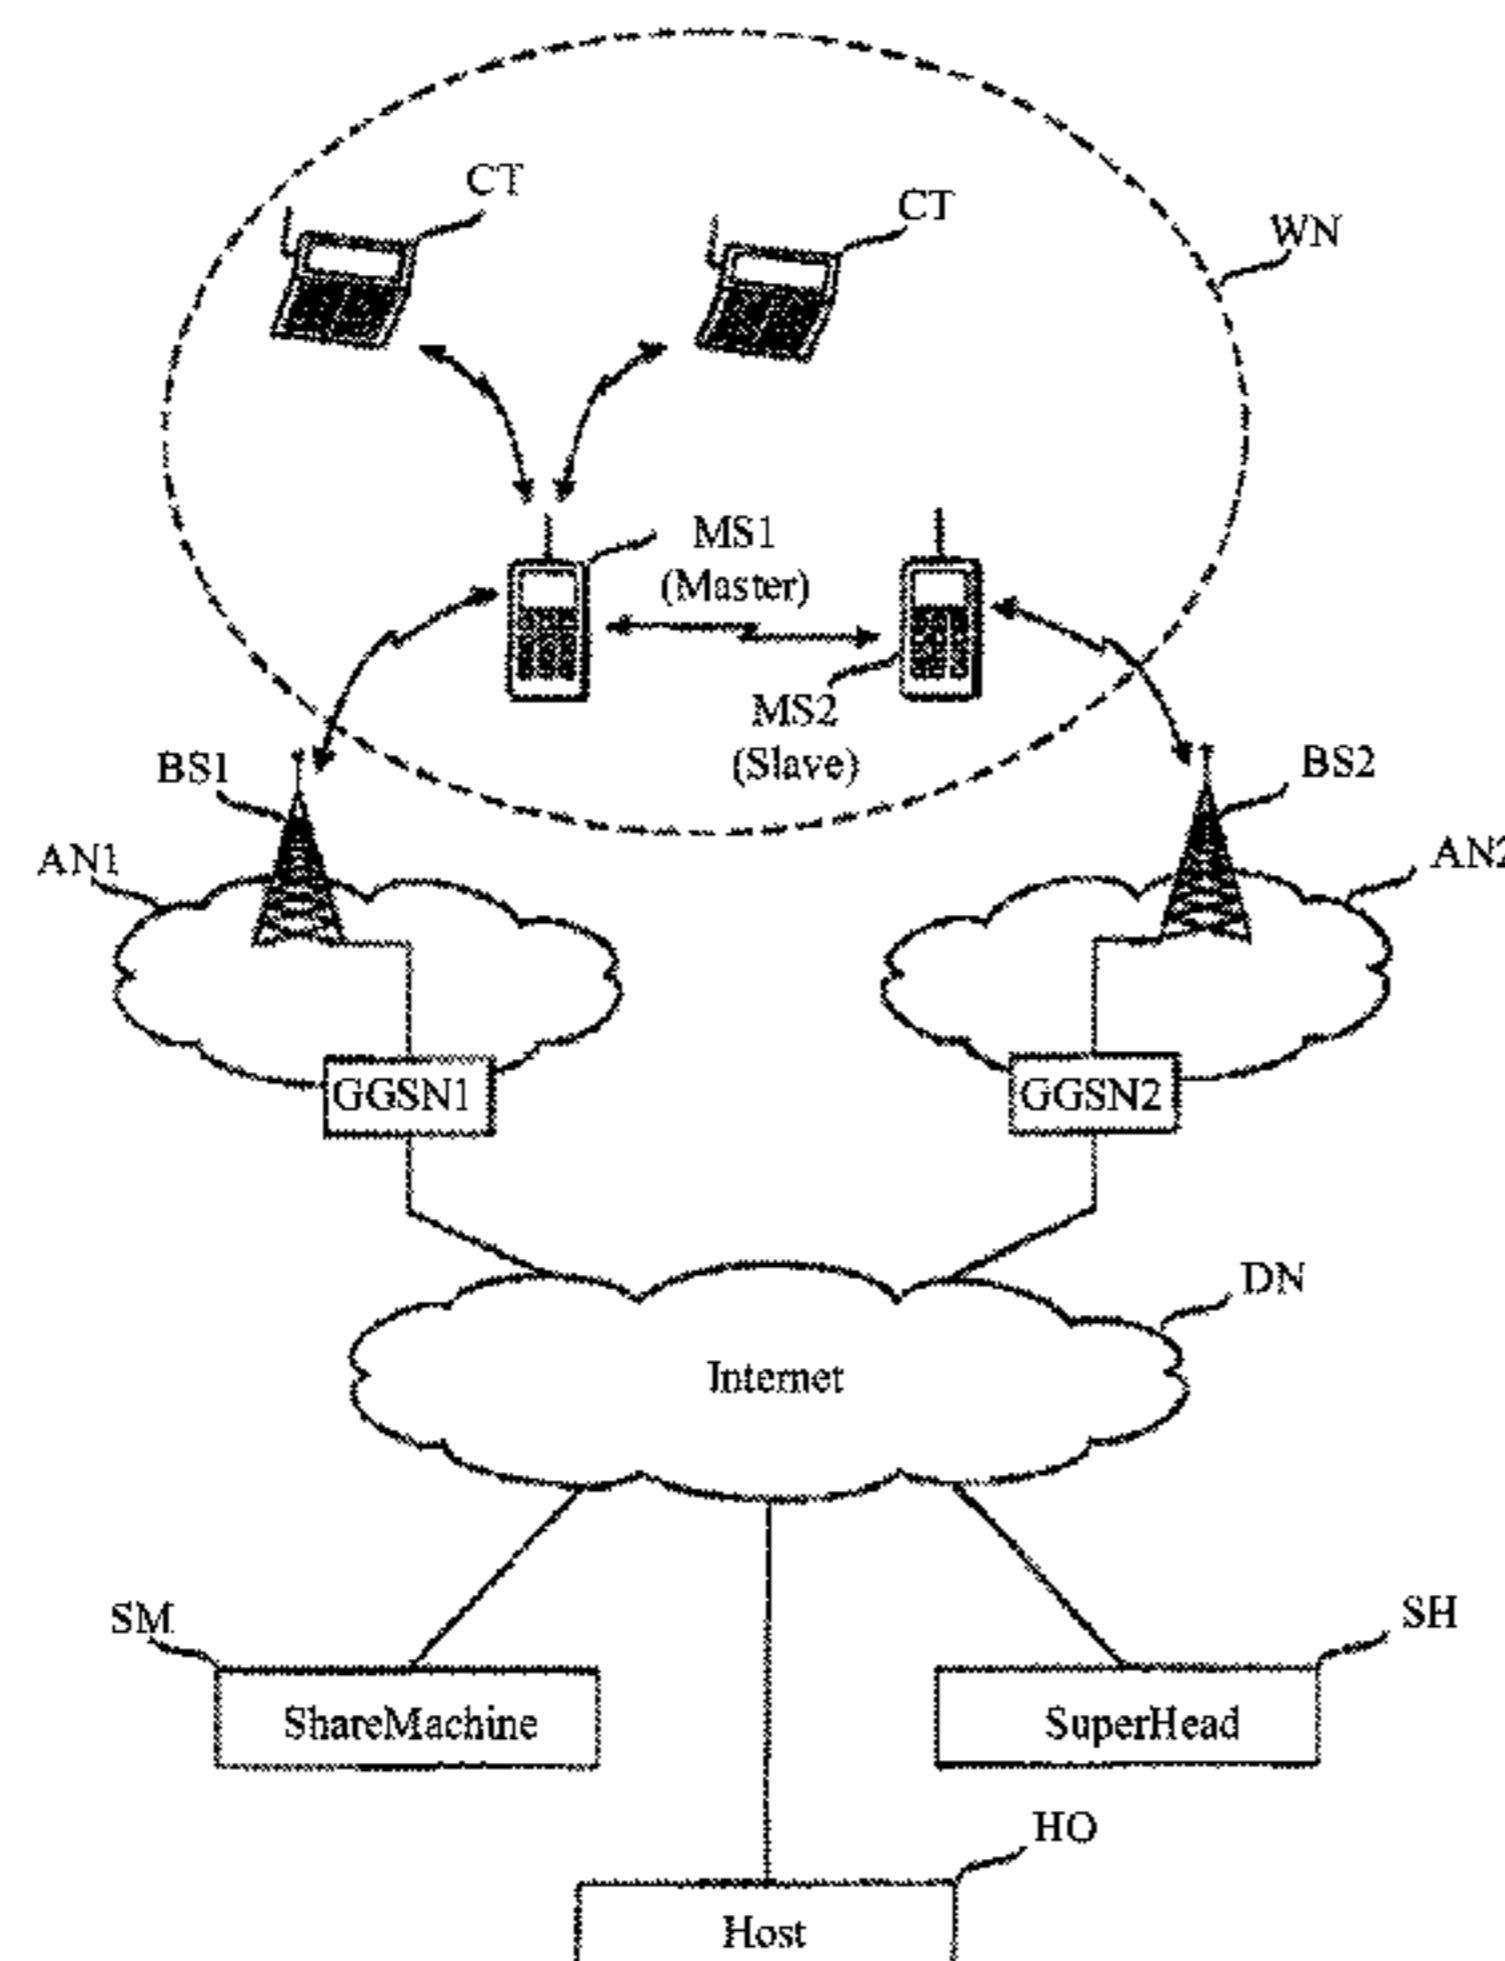 CT
CT
WN
MS1
(Master)
MS2
(Slave)
BS1
BS2
AN1
AN2
GGSN1
GGSN2
DN
Internet
SM
SH
ShareMachine
SuperHead
HO
Host